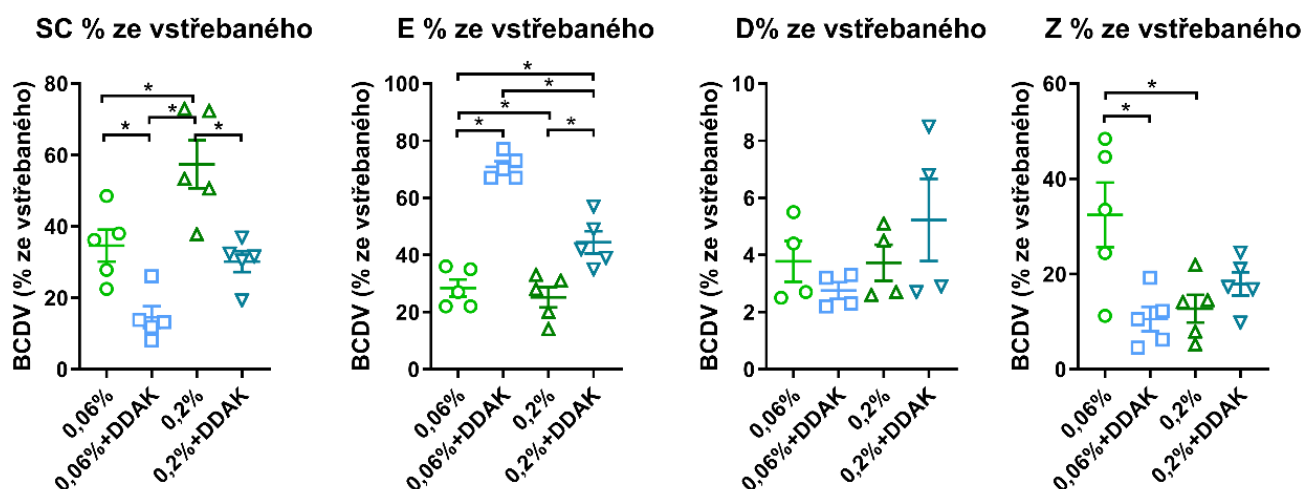 SC % ze vstřebaného
BCDV (% ze vstřebaného)
80
60
40
20
0
* * * *
0,06%
0,06%+DDAK
0,2%
0,2%+DDAK
E % ze vstřebaného
BCDV (% ze vstřebaného)
100
80
60
40
20
0
* * * * *
0,06%
0,06%+DDAK
0,2%
0,2%+DDAK
D% ze vstřebaného
BCDV (% ze vstřebaného)
10
8
6
4
2
0
0,06%
0,06%+DDAK
0,2%
0,2%+DDAK
Z % ze vstřebaného
BCDV (% ze vstřebaného)
60
40
20
0
* *
0,06%
0,06%+DDAK
0,2%
0,2%+DDAK